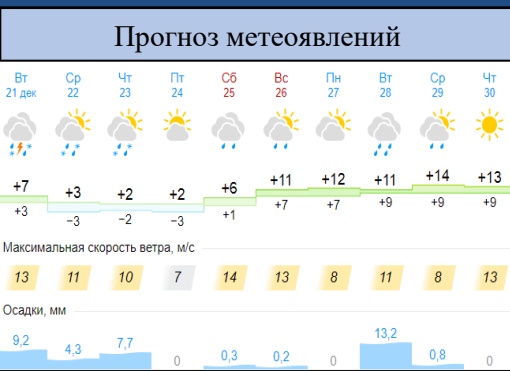 Прогноз метеоявлений
Вт Ср Чт Пт Сб Вс Пн Вт Ср Чт
21 дек 22 23 24 25 26 27 28 29 30
+7 +3 +2 +2 +6 +11 +12 +11 +14 +13
+3 −3 −2 −3 +1 +7 +7 +9 +9 +9
Максимальная скорость ветра, м/с
13 11 10 7 14 13 8 11 8 13
Осадки, мм
9,2 4,3 7,7 0 0,3 0,2 0 13,2 0,8 0